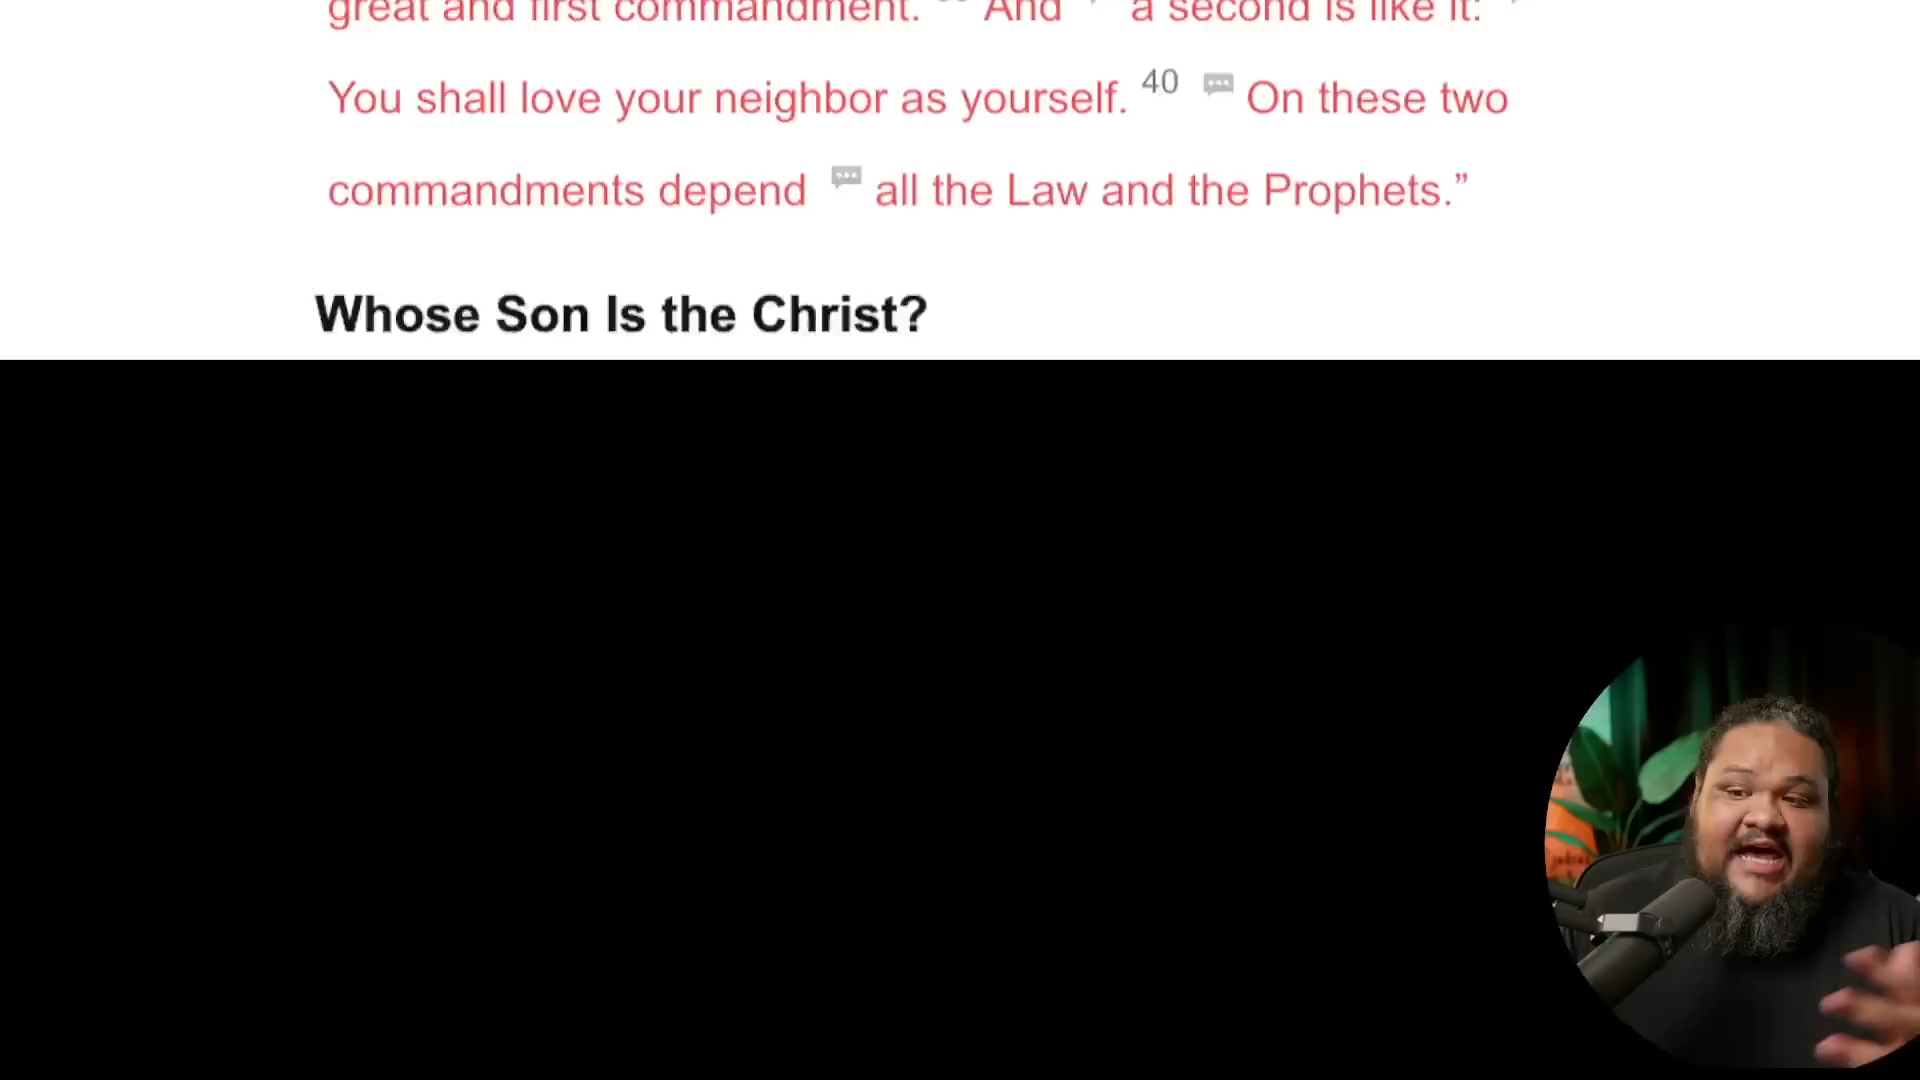 great and first commandment. And a second is like it:
You shall love your neighbor as yourself. 40 On these two
commandments depend all the Law and the Prophets.”
Whose Son Is the Christ?